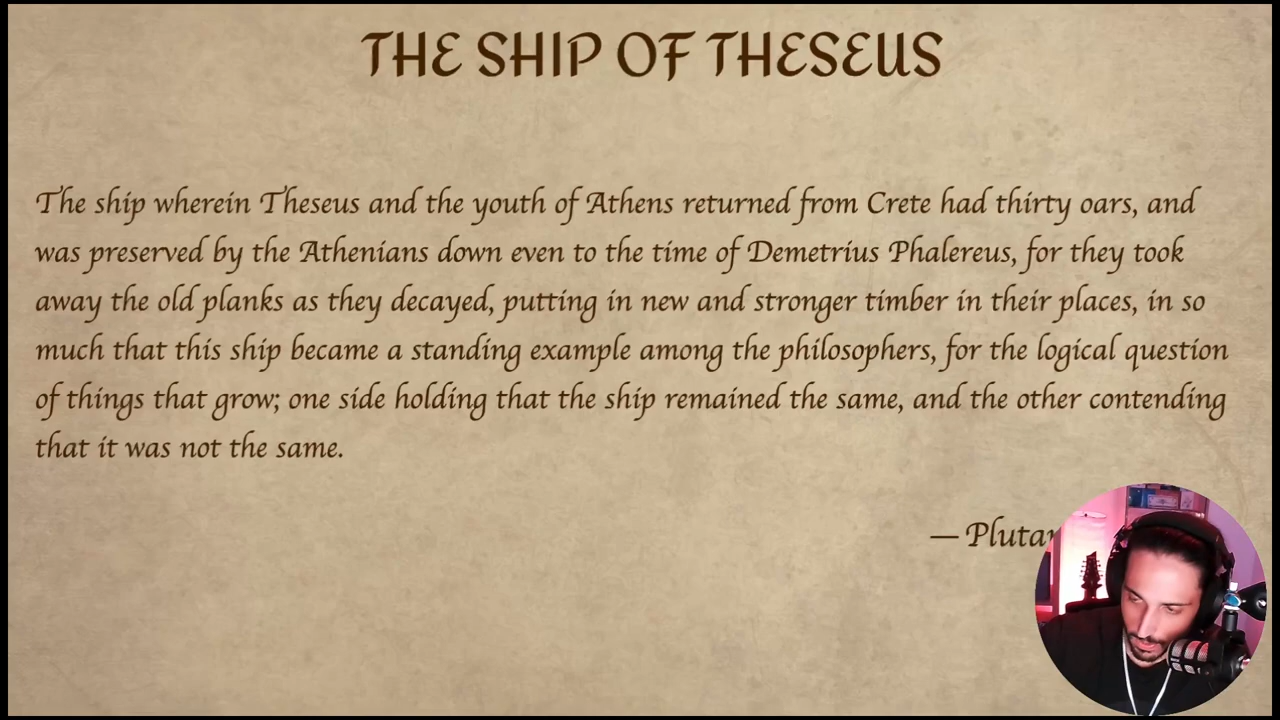 THE SHIP OF THESEUS
The ship wherein Theseus and the youth of Athens returned from Crete had thirty oars, and
was preserved by the Athenians down even to the time of Demetrius Phalereus, for they took
away the old planks as they decayed, putting in new and stronger timber in their places, in so
much that this ship became a standing example among the philosophers, for the logical question
of things that grow; one side holding that the ship remained the same, and the other contending
that it was not the same.
—